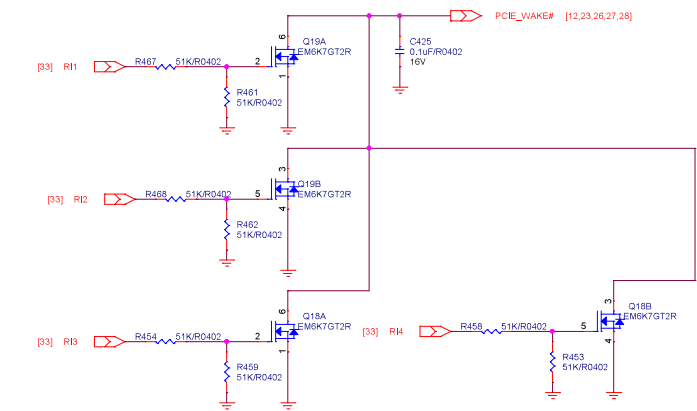 PCIE_WAKE# [12,23,26,27,28]
Q19A
EM6K7GT2R
6
2
1
C425
0.1uF/R0402
16V
[33] RI1
R467 51K/R0402
R461
51K/R0402
Q19B
EM6K7GT2R
3
5
4
[33] RI2
R468 51K/R0402
R462
51K/R0402
Q18A
EM6K7GT2R
6
2
1
[33] RI3
R454 51K/R0402
R459
51K/R0402
Q18B
EM6K7GT2R
3
5
4
[33] RI4
R458 51K/R0402
R453
51K/R0402